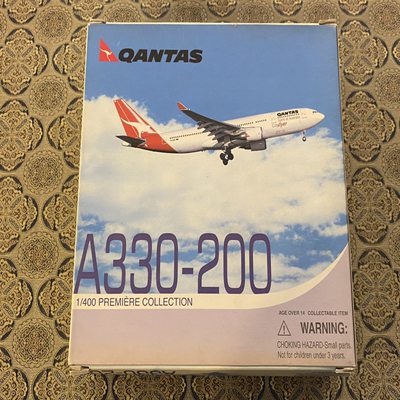 QANTAS
QANTAS
A330-200
1/400 PREMIÈRE COLLECTION
AGE OVER 14 COLLECTABLE ITEM
WARNING:
CHOKING HAZARD-Small parts.
Not for children under 3 years.